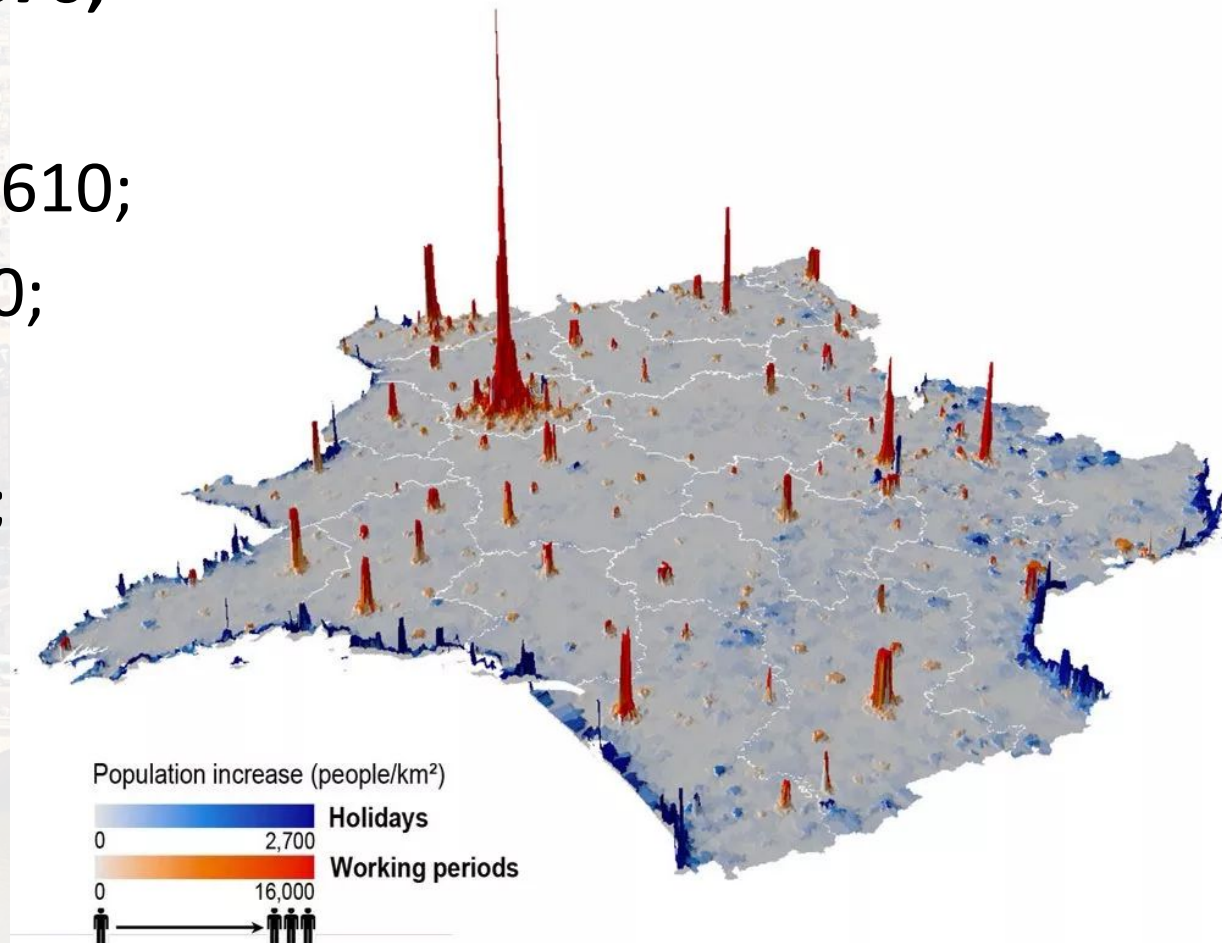 610;
0;
;
Population increase (people/km²)
Holidays
0 2,700
Working periods
0 16,000